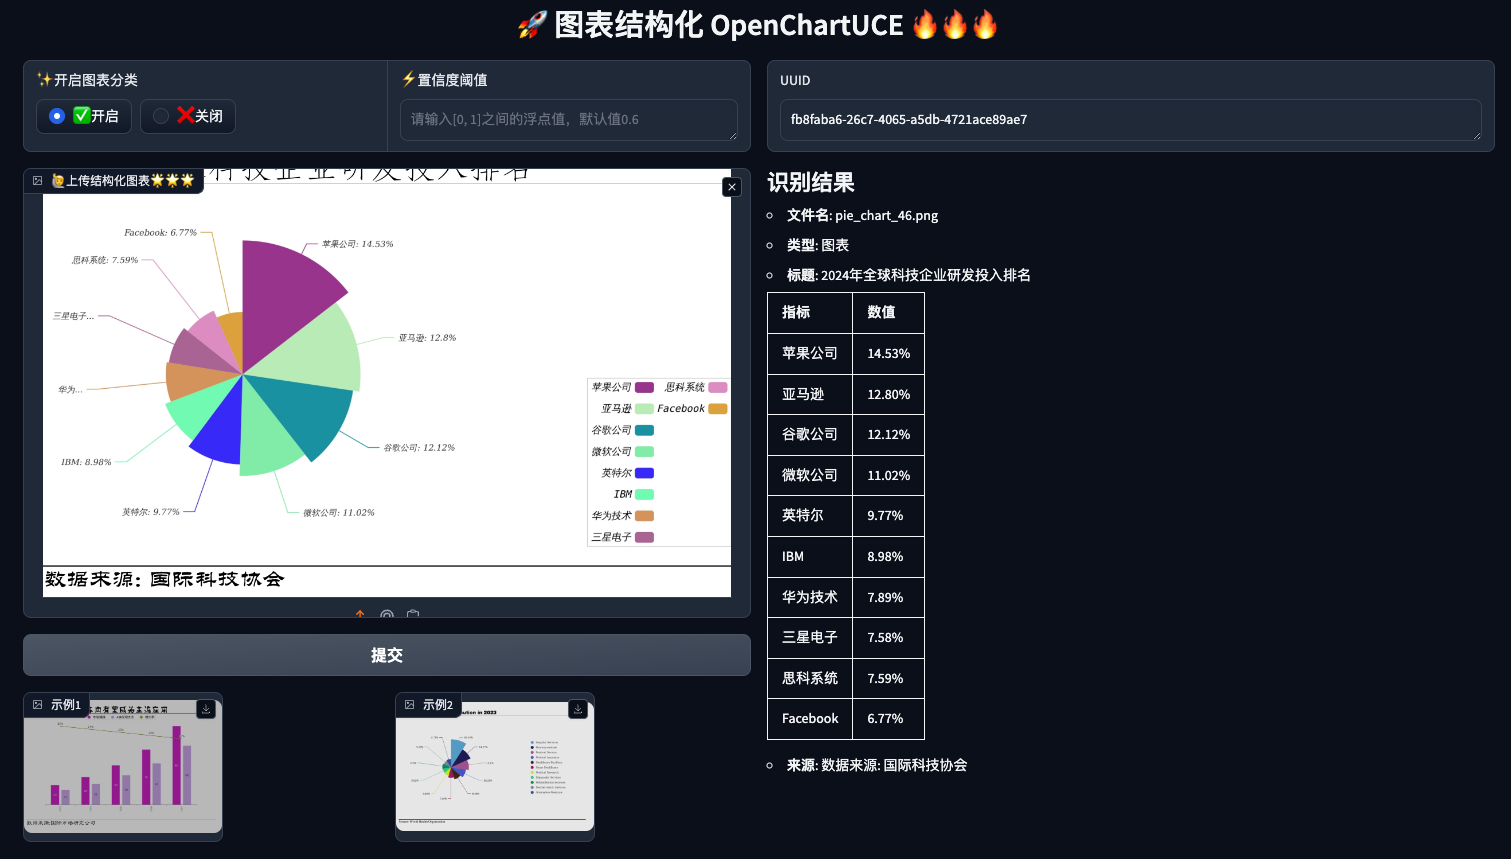 🚀 图表结构化 OpenChartUCE 🔥🔥🔥
✨开启图表分类
✅开启
❌关闭
⚡置信度阈值
请输入[0, 1]之间的浮点值，默认值0.6
UUID
fb8faba6-26c7-4065-a5db-4721ace89ae7
上传结构化图表
科技企业研发投入排名
Facebook: 6.77%
苹果公司: 14.53%
思科系统: 7.59%
三星电子...
亚马逊: 12.8%
华为...
谷歌公司: 12.12%
IBM: 8.98%
英特尔: 9.77%
微软公司: 11.02%
苹果公司 思科系统
亚马逊 Facebook
谷歌公司
微软公司
英特尔
IBM
华为技术
三星电子
数据来源: 国际科技协会
提交
示例1
示例2
识别结果
文件名: pie_chart_46.png
类型: 图表
标题: 2024年全球科技企业研发投入排名
指标 数值
苹果公司 14.53%
亚马逊 12.80%
谷歌公司 12.12%
微软公司 11.02%
英特尔 9.77%
IBM 8.98%
华为技术 7.89%
三星电子 7.58%
思科系统 7.59%
Facebook 6.77%
来源: 数据来源: 国际科技协会